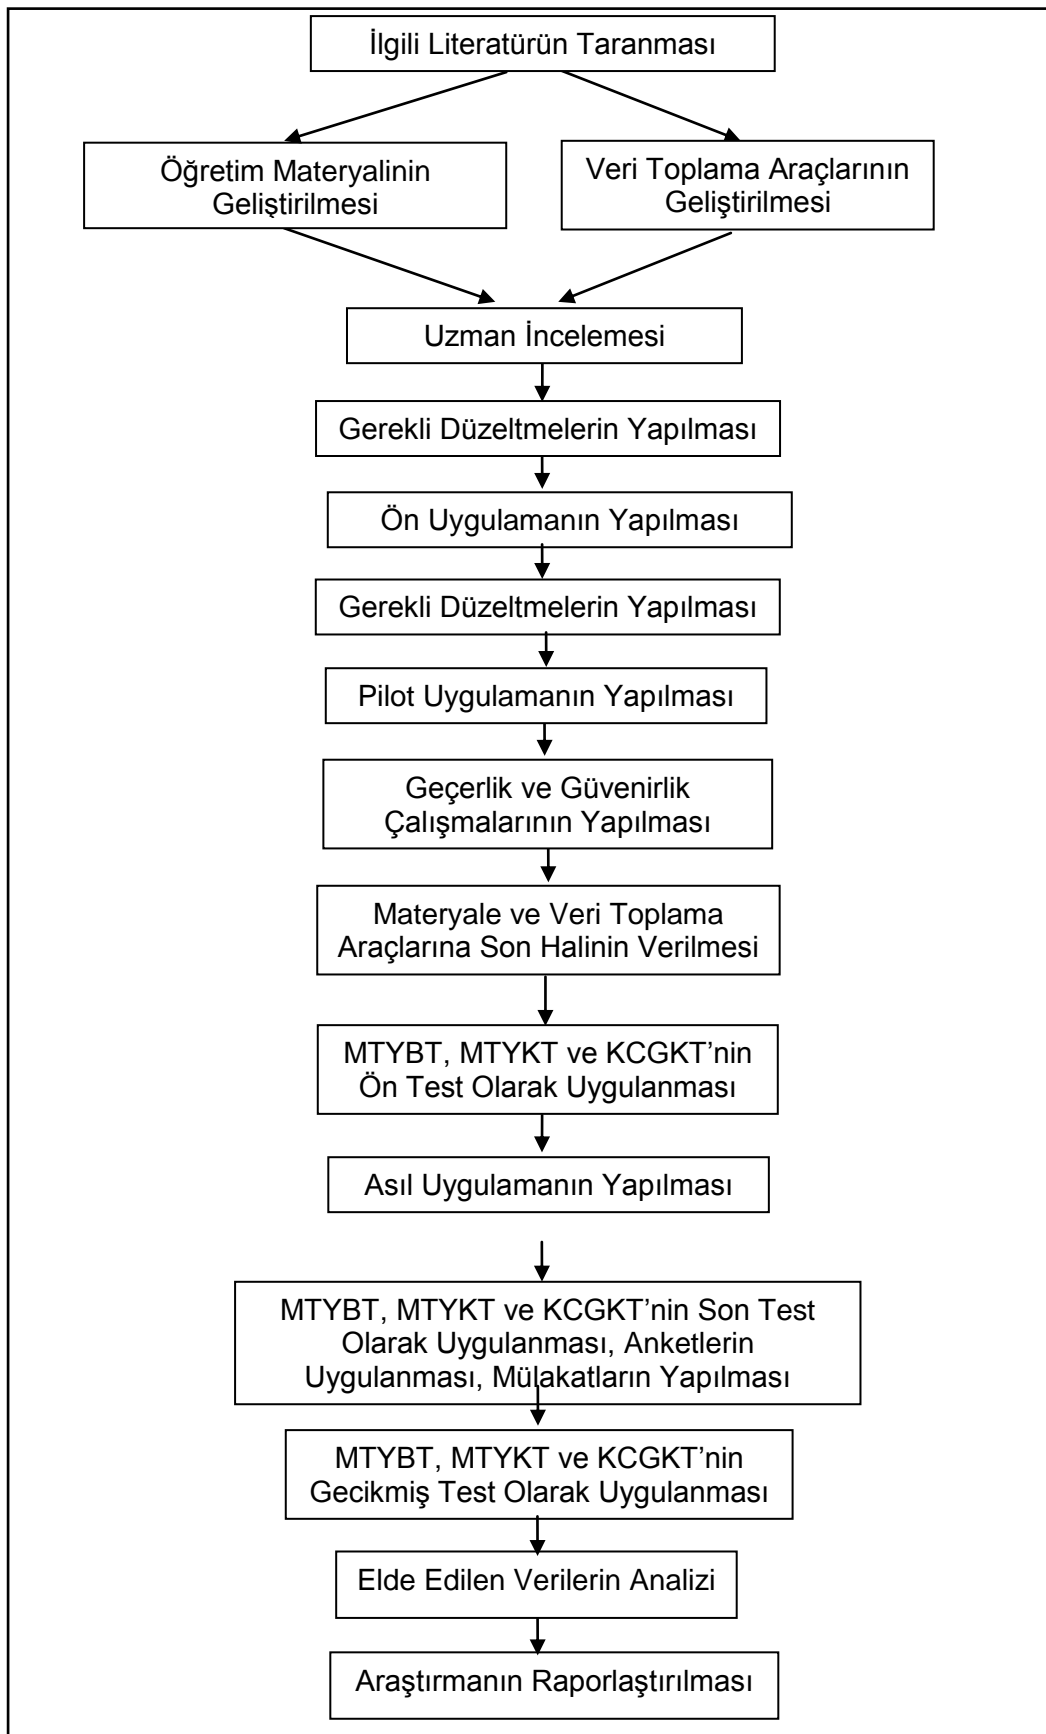 İlgili Literatürün Taranması
Öğretim Materyalinin
Geliştirilmesi
Veri Toplama Araçlarının
Geliştirilmesi
Uzman İncelemesi
Gerekli Düzeltmelerin Yapılması
Ön Uygulamanın Yapılması
Gerekli Düzeltmelerin Yapılması
Pilot Uygulamanın Yapılması
Geçerlik ve Güvenirlik
Çalışmalarının Yapılması
Materyale ve Veri Toplama
Araçlarına Son Halinin Verilmesi
MTYBT, MTYKT ve KCGKT’nin
Ön Test Olarak Uygulanması
Asıl Uygulamanın Yapılması
MTYBT, MTYKT ve KCGKT’nin Son Test
Olarak Uygulanması, Anketlerin
Uygulanması, Mülakatların Yapılması
MTYBT, MTYKT ve KCGKT’nin
Gecikmiş Test Olarak Uygulanması
Elde Edilen Verilerin Analizi
Araştırmanın Raporlaştırılması